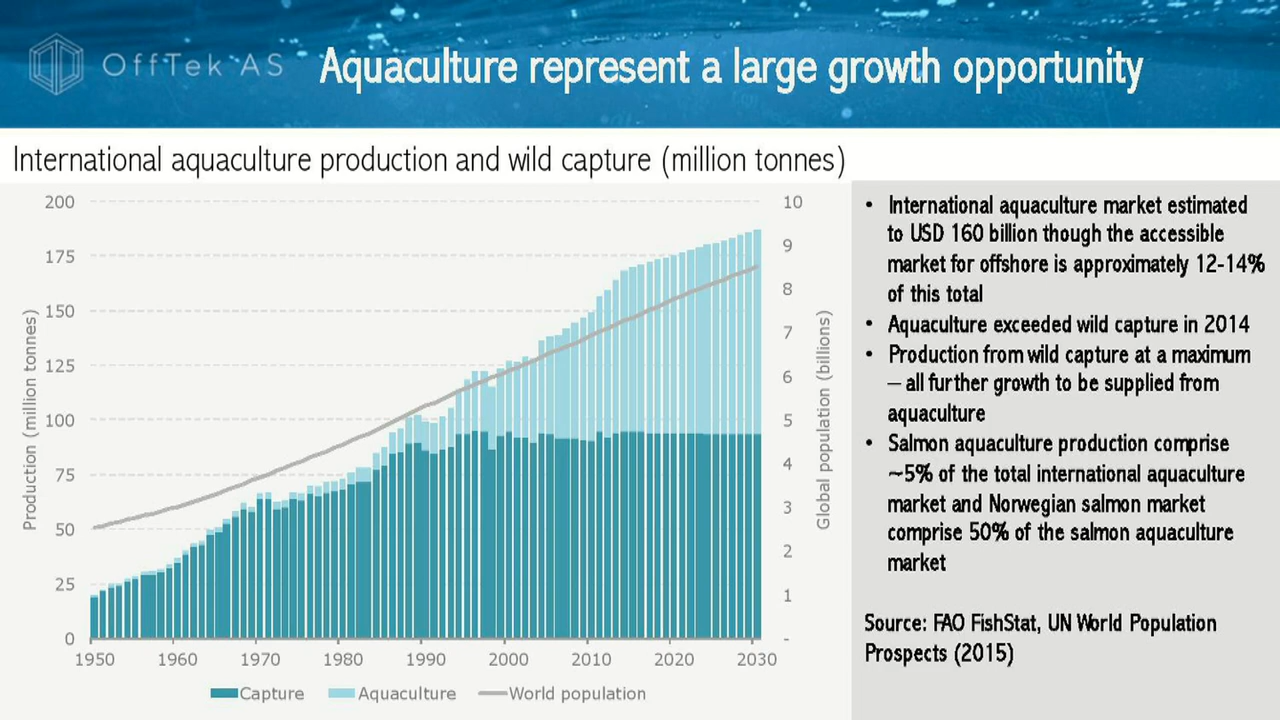 OffTek AS
Aquaculture represent a large growth opportunity
International aquaculture production and wild capture (million tonnes)
200
175
150
125
100
75
50
25
0
Production (million tonnes)
10
9
8
7
6
5
4
3
2
1
-
Global population (billions)
1950 1960 1970 1980 1990 2000 2010 2020 2030
Capture Aquaculture World population
• International aquaculture market estimated
to USD 160 billion though the accessible
market for offshore is approximately 12-14%
of this total
• Aquaculture exceeded wild capture in 2014
• Production from wild capture at a maximum
– all further growth to be supplied from
aquaculture
• Salmon aquaculture production comprise
~5% of the total international aquaculture
market and Norwegian salmon market
comprise 50% of the salmon aquaculture
market
Source: FAO FishStat, UN World Population
Prospects (2015)